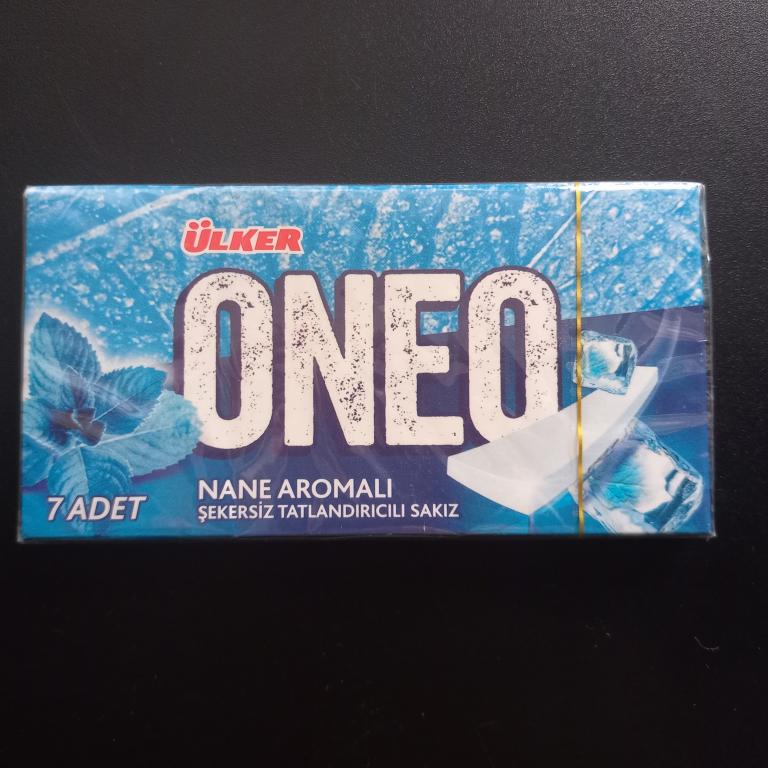 ÜLKER
ONEO
NANE AROMALI
ŞEKERSİZ TATLANDIRICILI SAKIZ
7 ADET